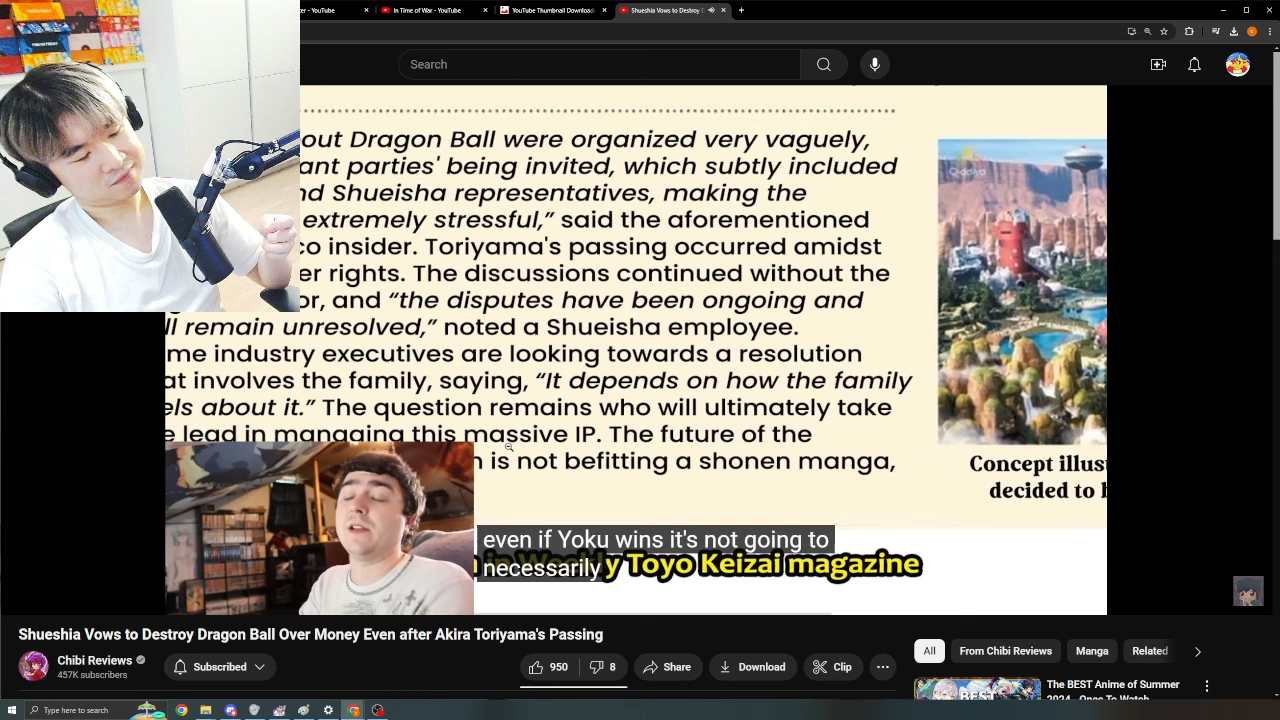 In Time of War - YouTube
YouTube Thumbnail Download
Shueshia Vows to Destroy
Search
out Dragon Ball were organized very vaguely,
ant parties' being invited, which subtly included
nd Shueisha representatives, making the
extremely stressful,” said the aforementioned
co insider. Toriyama's passing occurred amidst
er rights. The discussions continued without the
or, and “the disputes have been ongoing and
ll remain unresolved,” noted a Shueisha employee.
me industry executives are looking towards a resolution
at involves the family, saying, “It depends on how the family
els about it.” The question remains who will ultimately take
e lead in managing this massive IP. The future of the
n is not befitting a shonen manga,
Qiddiya
Concept illus
decided to
even if Yoku wins it's not going to
necessarily
y Toyo Keizai magazine
Shueshia Vows to Destroy Dragon Ball Over Money Even after Akira Toriyama's Passing
Chibi Reviews
457K subscribers
Subscribed
950
8
Share
Download
Clip
All
From Chibi Reviews
Manga
Related
The BEST Anime of Summer
2024 - Ones To Watch
Type here to search